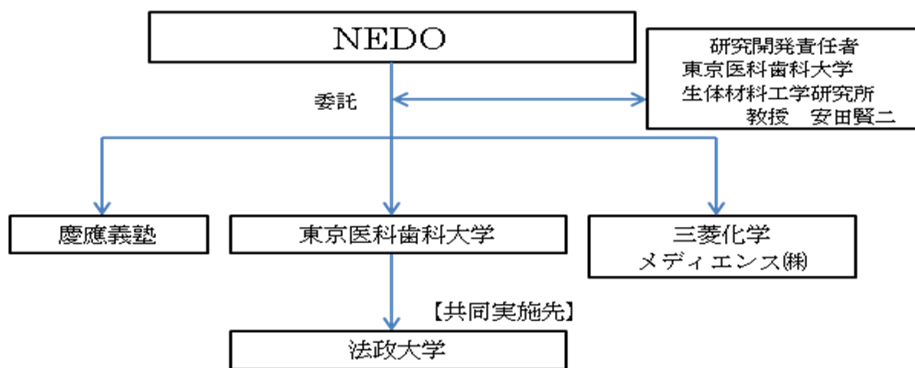 NEDO
研究開発責任者
東京医科歯科大学
生体材料工学研究所
教授　安田賢二
委託
慶應義塾
東京医科歯科大学
三菱化学
メディエンス㈱
【共同実施先】
法政大学